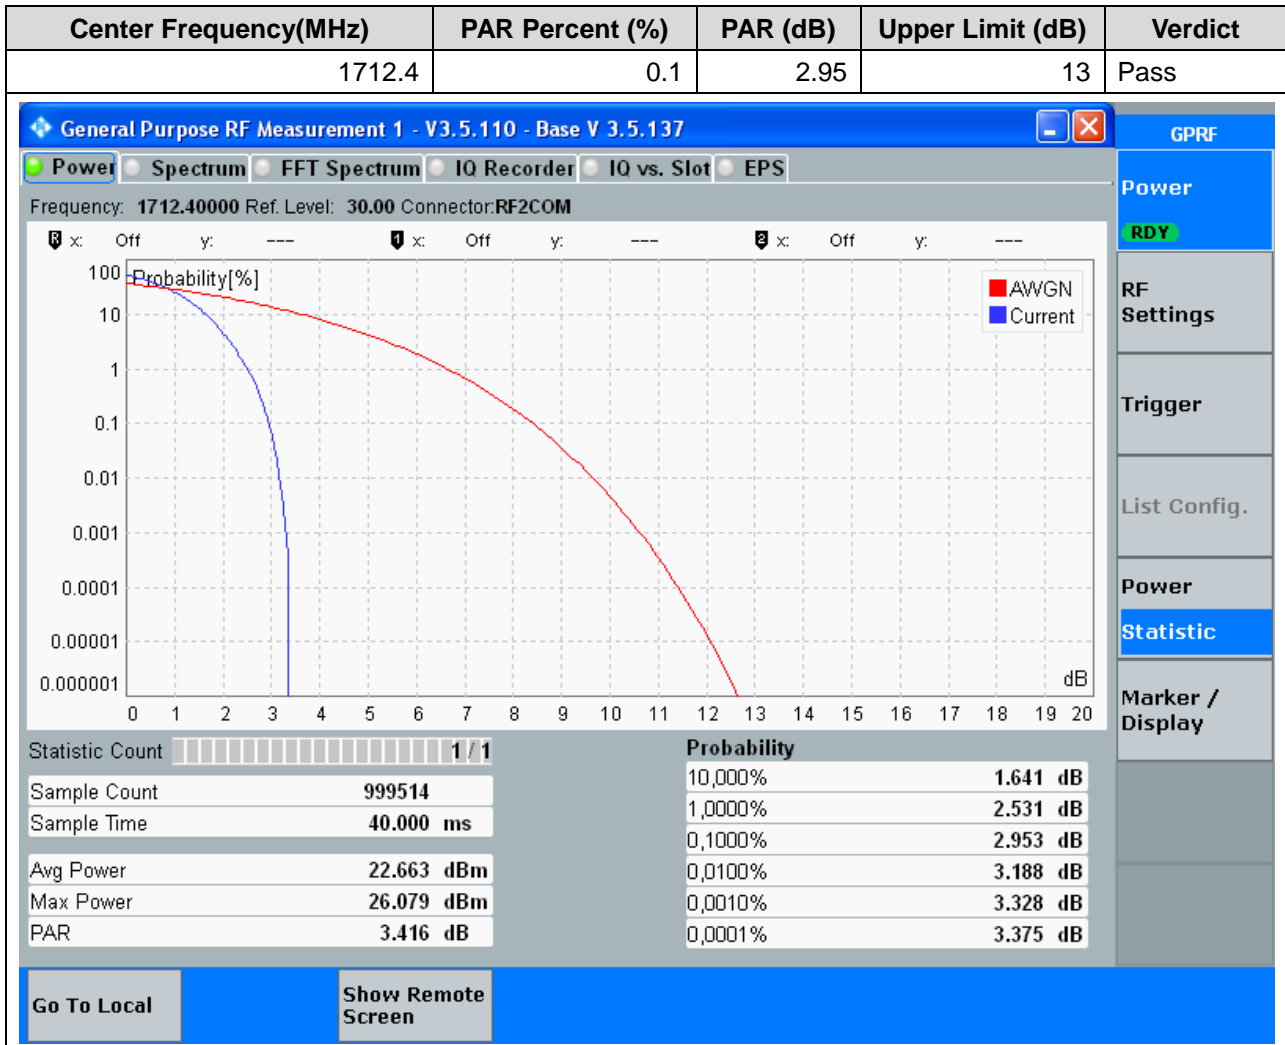 Center Frequency(MHz) PAR Percent (%) PAR (dB) Upper Limit (dB) Verdict
1712.4 0.1 2.95 13 Pass
General Purpose RF Measurement 1 - V3.5.110 - Base V 3.5.137
GPRF
Power Spectrum FFT Spectrum IQ Recorder IQ vs. Slot EPS
Frequency: 1712.40000 Ref. Level: 30.00 Connector:RF2COM
R x: Off y: --- 1 x: Off y: --- 2 x: Off y: ---
Probability[%]
AWGN
Current
100
10
1
0.1
0.01
0.001
0.0001
0.00001
0.000001
dB
0 1 2 3 4 5 6 7 8 9 10 11 12 13 14 15 16 17 18 19 20
Statistic Count 1 / 1
Sample Count 999514
Sample Time 40.000 ms
Avg Power 22.663 dBm
Max Power 26.079 dBm
PAR 3.416 dB
Probability
10,000% 1.641 dB
1,0000% 2.531 dB
0,1000% 2.953 dB
0,0100% 3.188 dB
0,0010% 3.328 dB
0,0001% 3.375 dB
Power
RDY
RF
Settings
Trigger
List Config.
Power
Statistic
Marker /
Display
Go To Local
Show Remote
Screen